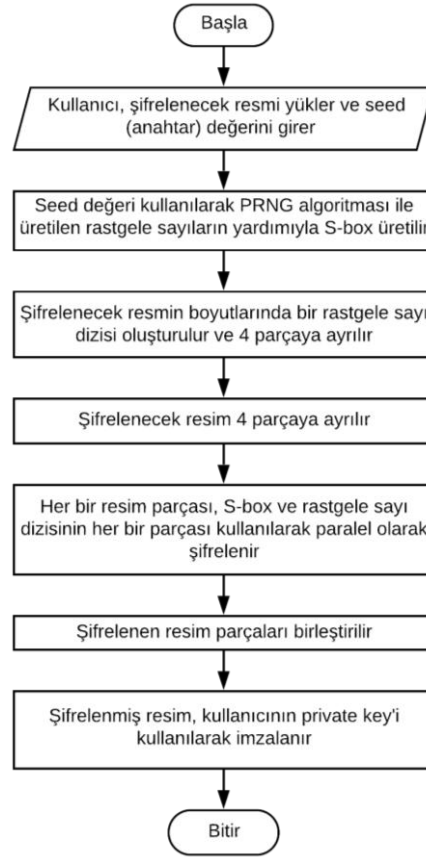 Başla
Kullanıcı, şifrelenecek resmi yükler ve seed
(anahtar) değerini girer
Seed değeri kullanılarak PRNG algoritması ile
üretilen rastgele sayıların yardımıyla S-box üretilir
Şifrelenecek resmin boyutlarında bir rastgele sayı
dizisi oluşturulur ve 4 parçaya ayrılır
Şifrelenecek resim 4 parçaya ayrılır
Her bir resim parçası, S-box ve rastgele sayı
dizisinin her bir parçası kullanılarak paralel olarak
şifrelenir
Şifrelenen resim parçaları birleştirilir
Şifrelenmiş resim, kullanıcının private key'i
kullanılarak imzalanır
Bitir